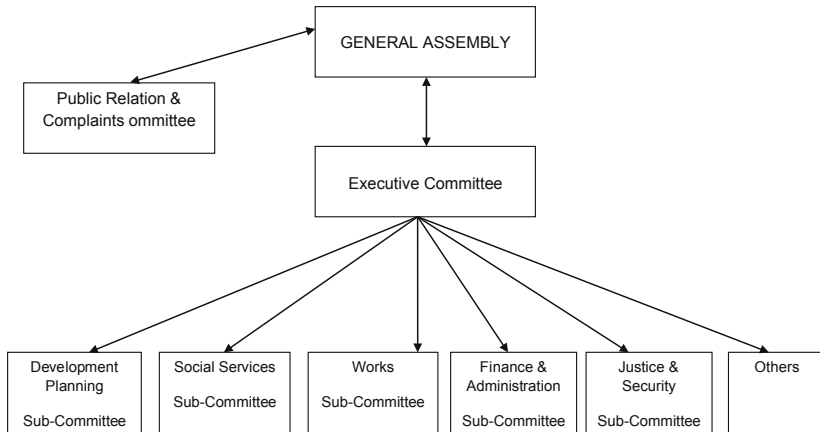 GENERAL ASSEMBLY
Public Relation &
Complaints ommittee
Executive Committee
Development
Planning
Sub-Committee
Social Services
Sub-Committee
Works
Sub-Committee
Finance &
Administration
Sub-Committee
Justice &
Security
Sub-Committee
Others